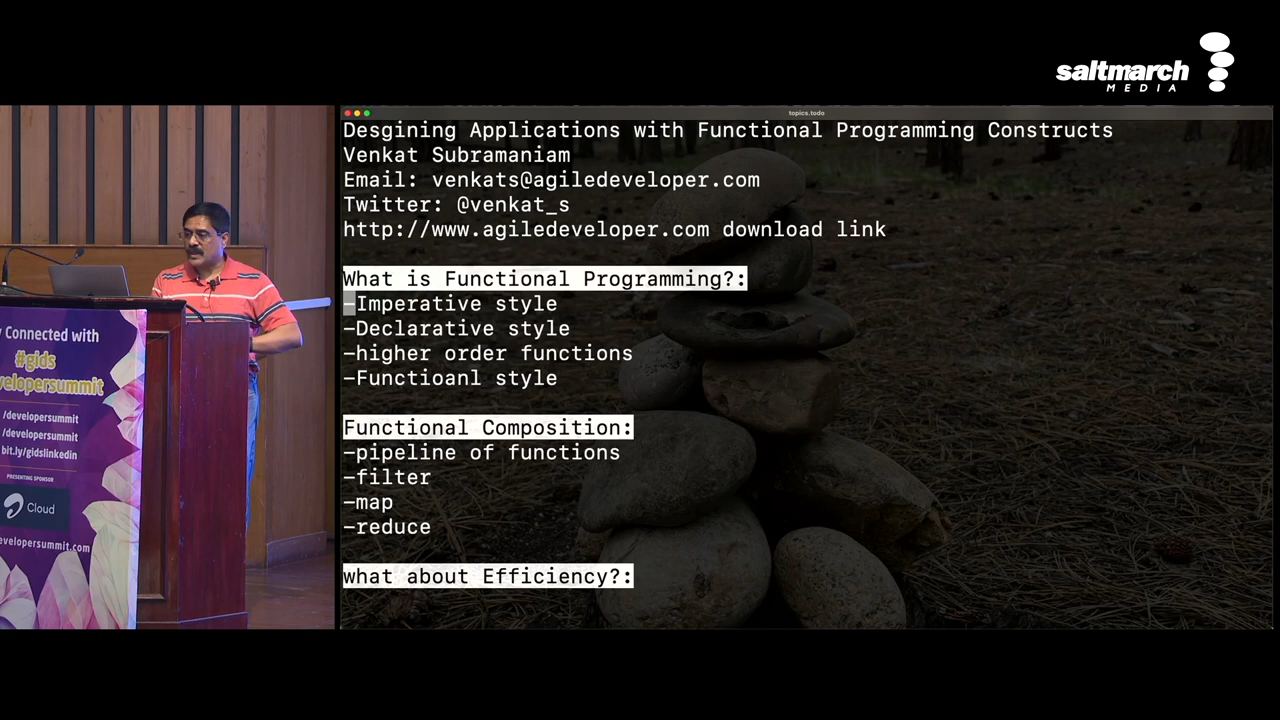 saltmarch
MEDIA
topics.todo
Desgining Applications with Functional Programming Constructs
Venkat Subramaniam
Email: venkats@agiledeveloper.com
Twitter: @venkat_s
http://www.agiledeveloper.com download link
What is Functional Programming?:
-Imperative style
-Declarative style
-higher order functions
-Functioanl style
Functional Composition:
-pipeline of functions
-filter
-map
-reduce
what about Efficiency?:
y Connected with
#gids
velopersummit
/developersummit
/developersummit
bit.ly/gidslinkedin
PRESENTING SPONSOR
Cloud
evelopersummit.com